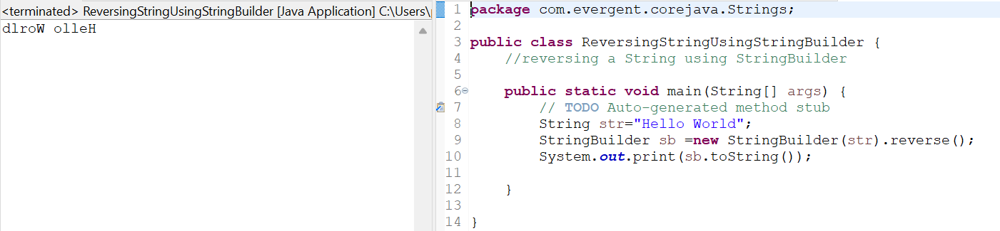 <terminated> ReversingStringUsingStringBuilder [Java Application] C:\Users\
dlroW olleH
1 package com.evergent.corejava.Strings;
2
3 public class ReversingStringUsingStringBuilder {
4     //reversing a String using StringBuilder
5
6     public static void main(String[] args) {
7         // TODO Auto-generated method stub
8         String str="Hello World";
9         StringBuilder sb =new StringBuilder(str).reverse();
10         System.out.print(sb.toString());
11
12     }
13
14 }